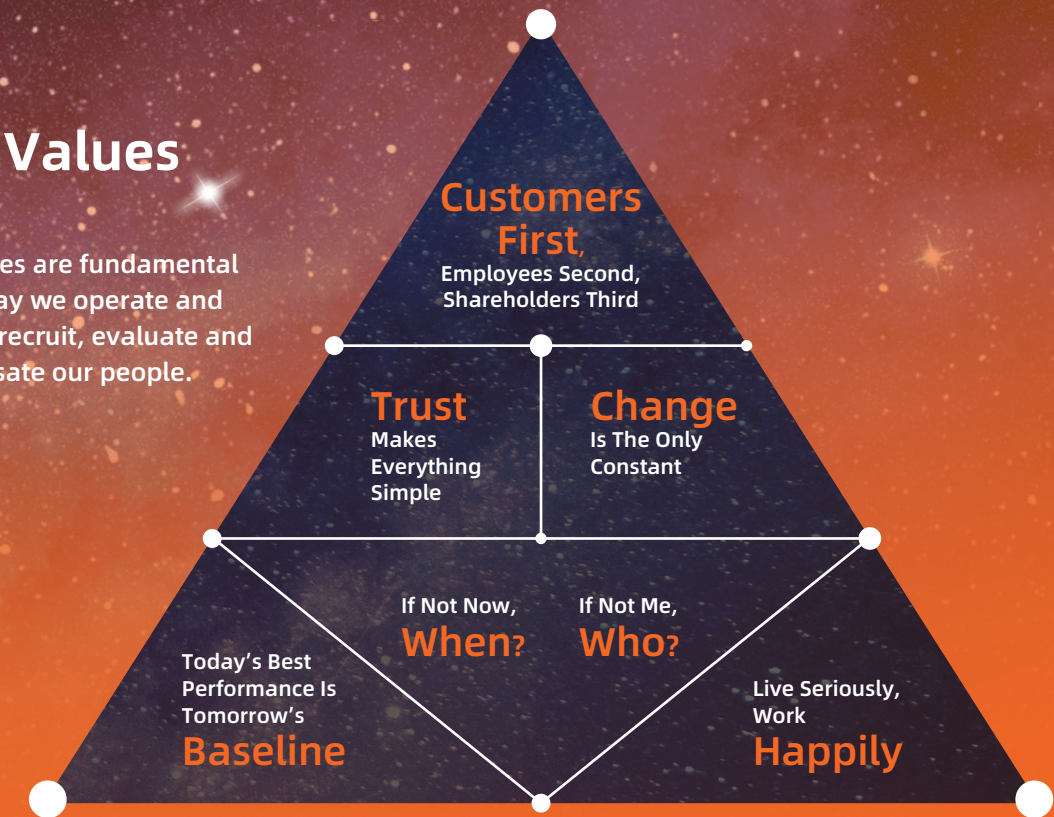 Values
es are fundamental
ay we operate and
recruit, evaluate and
sate our people.
Customers
First,
Employees Second,
Shareholders Third
Trust
Makes
Everything
Simple
Change
Is The Only
Constant
If Not Now,
When?
If Not Me,
Who?
Today’s Best
Performance Is
Tomorrow’s
Baseline
Live Seriously,
Work
Happily